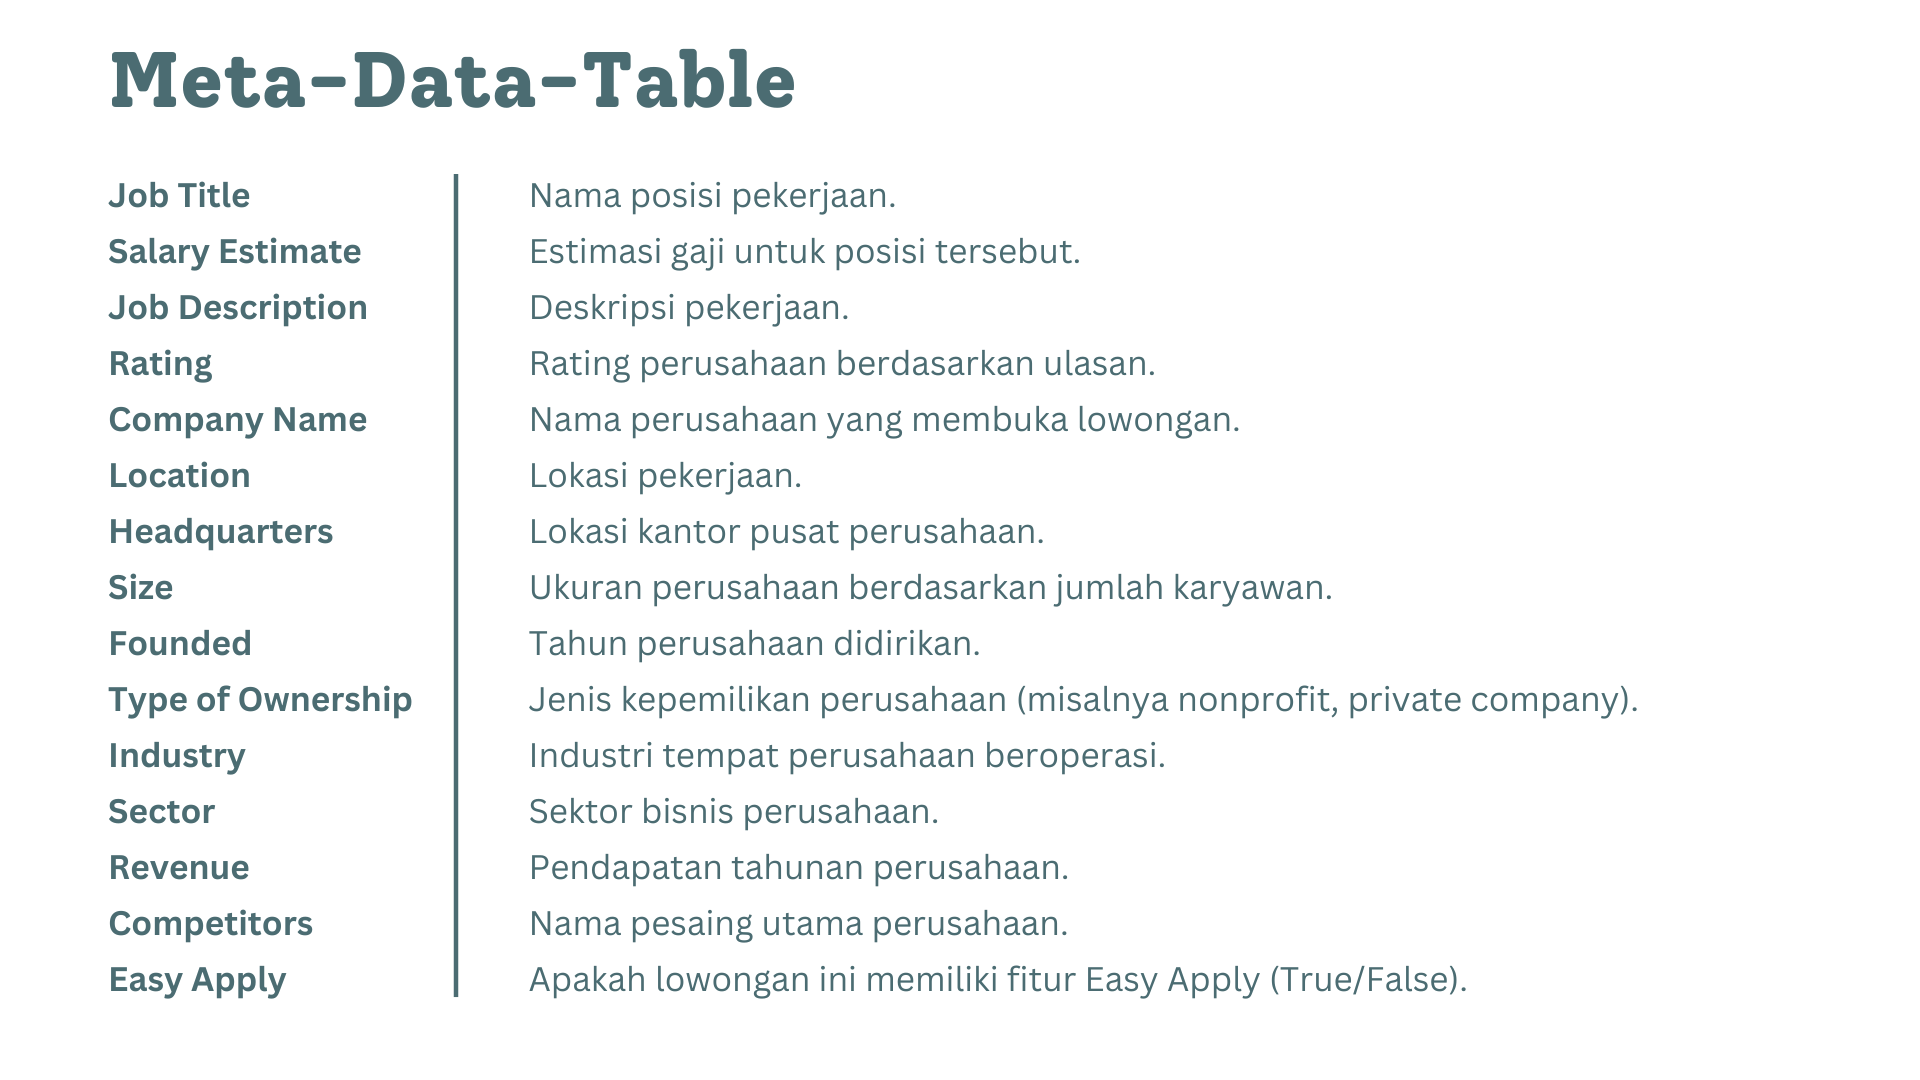 Meta-Data-Table
Job Title Nama posisi pekerjaan.
Salary Estimate Estimasi gaji untuk posisi tersebut.
Job Description Deskripsi pekerjaan.
Rating Rating perusahaan berdasarkan ulasan.
Company Name Nama perusahaan yang membuka lowongan.
Location Lokasi pekerjaan.
Headquarters Lokasi kantor pusat perusahaan.
Size Ukuran perusahaan berdasarkan jumlah karyawan.
Founded Tahun perusahaan didirikan.
Type of Ownership Jenis kepemilikan perusahaan (misalnya nonprofit, private company).
Industry Industri tempat perusahaan beroperasi.
Sector Sektor bisnis perusahaan.
Revenue Pendapatan tahunan perusahaan.
Competitors Nama pesaing utama perusahaan.
Easy Apply Apakah lowongan ini memiliki fitur Easy Apply (True/False).